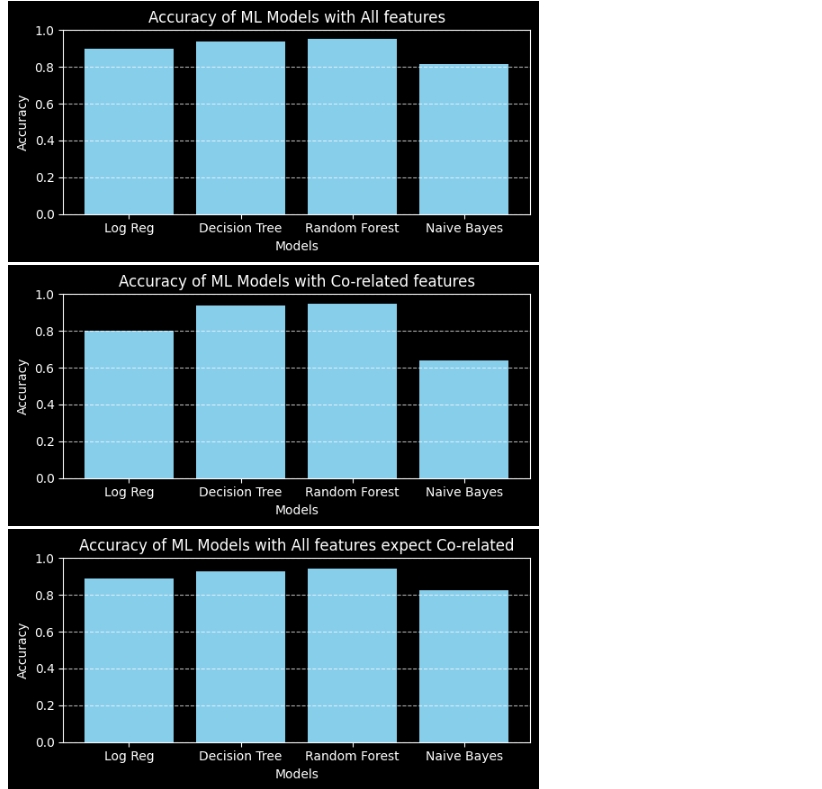 Accuracy of ML Models with All features
1.0
0.8
0.6
0.4
0.2
0.0
Accuracy
Log Reg Decision Tree Random Forest Naive Bayes
Models
Accuracy of ML Models with Co-related features
1.0
0.8
0.6
0.4
0.2
0.0
Accuracy
Log Reg Decision Tree Random Forest Naive Bayes
Models
Accuracy of ML Models with All features expect Co-related
1.0
0.8
0.6
0.4
0.2
0.0
Accuracy
Log Reg Decision Tree Random Forest Naive Bayes
Models